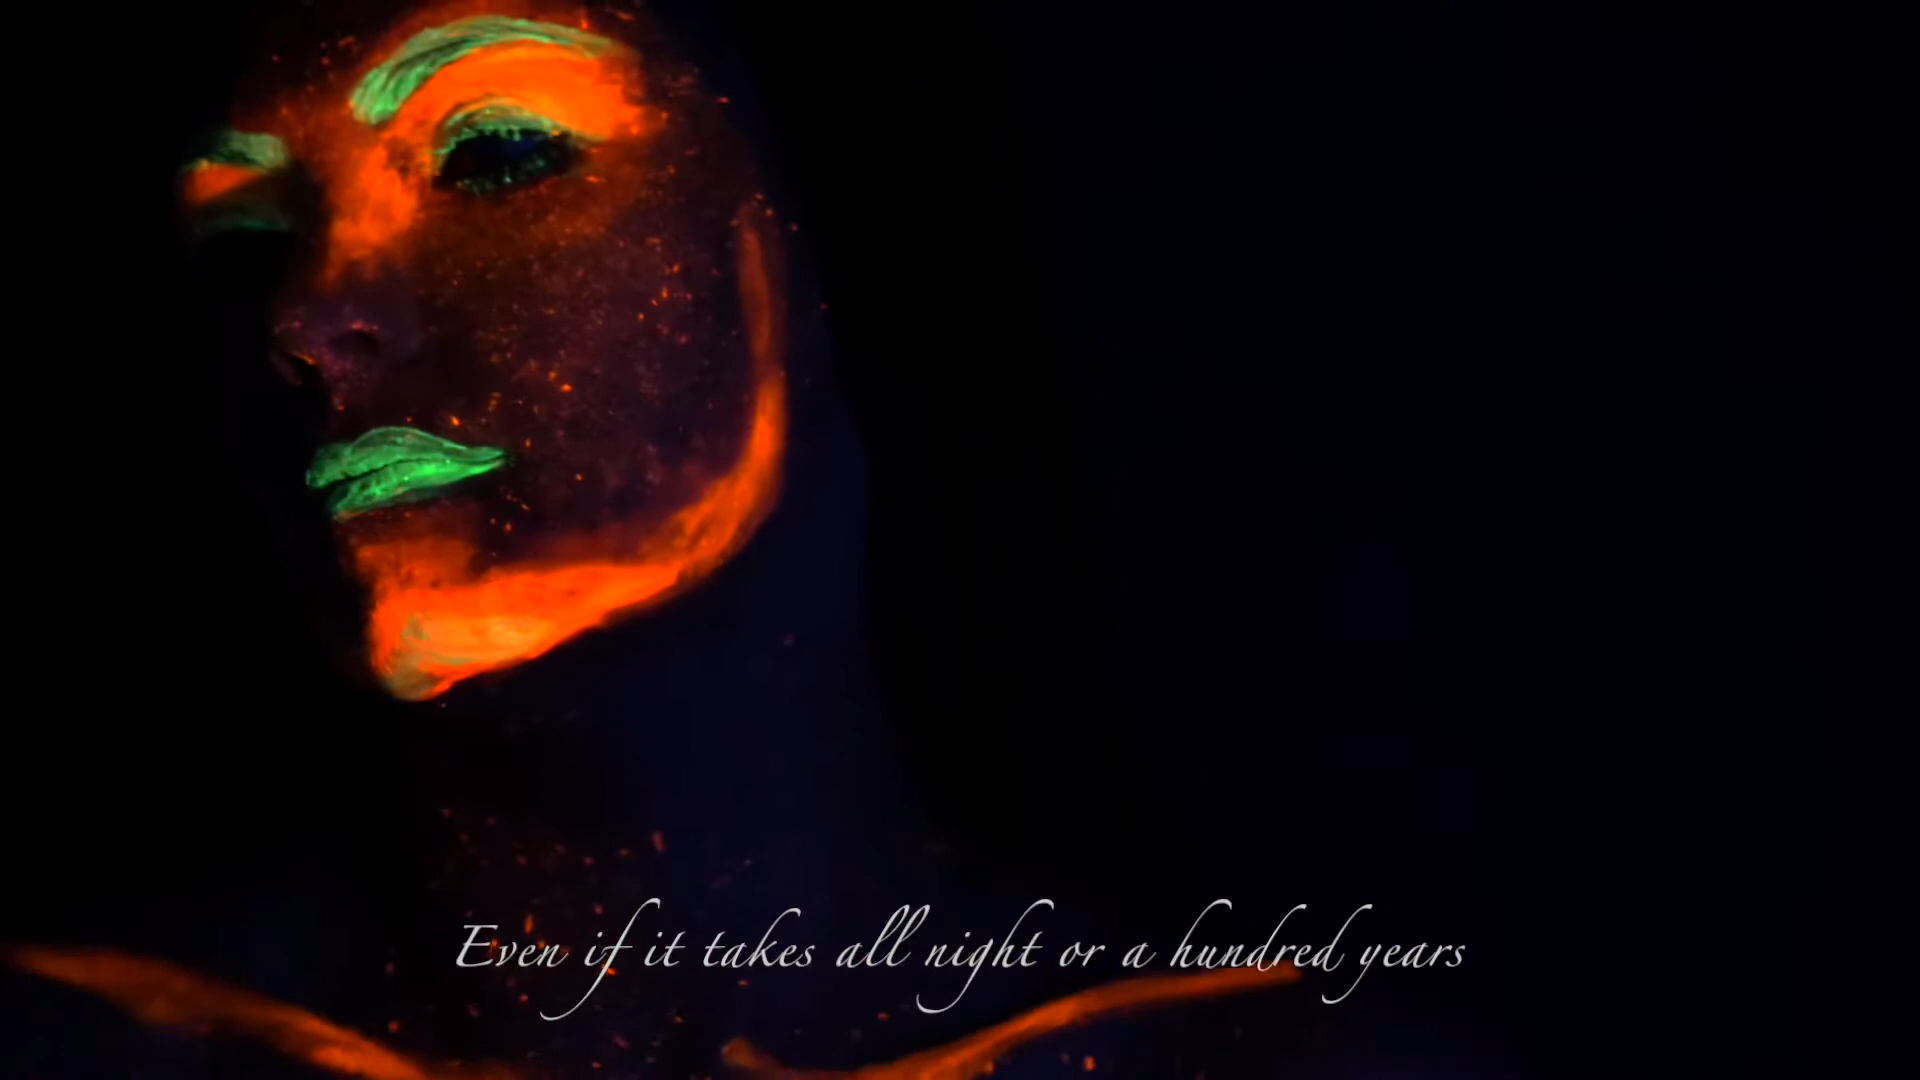 Even if it takes all night or a hundred years